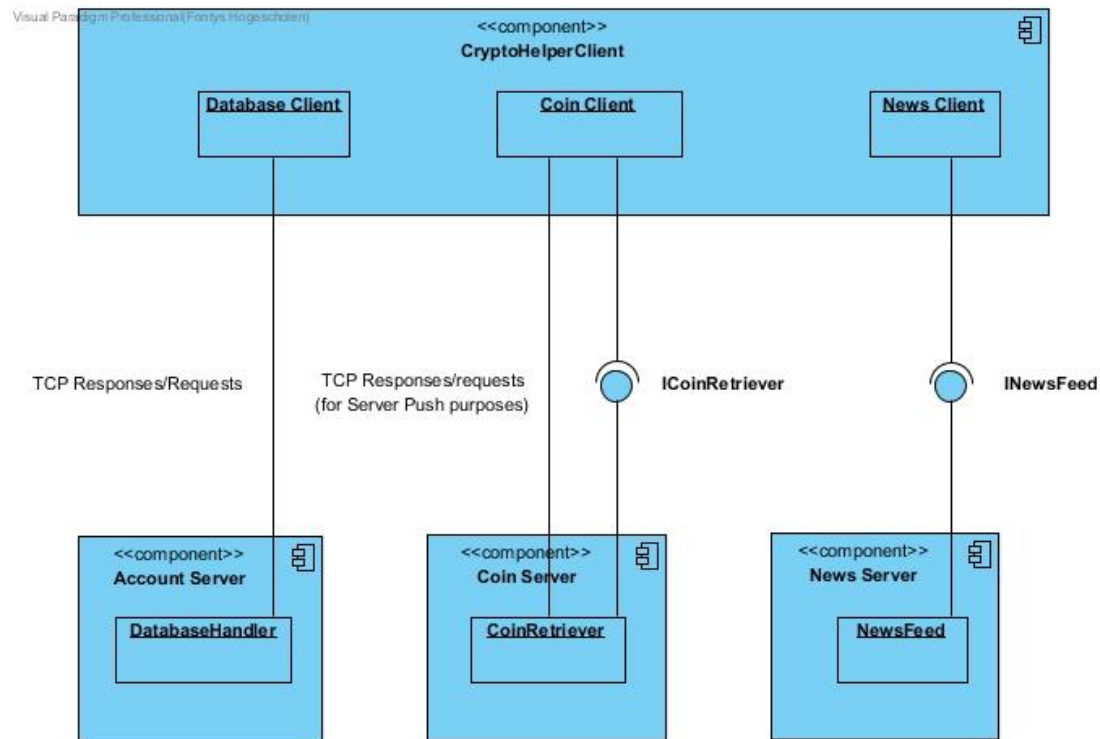 Visual Paradigm Professional(Fontys Hogescholen)
<<component>>
CryptoHelperClient
Database Client
Coin Client
News Client
TCP Responses/Requests
TCP Responses/requests
(for Server Push purposes)
ICoinRetriever
INewsFeed
<<component>>
Account Server
DatabaseHandler
<<component>>
Coin Server
CoinRetriever
<<component>>
News Server
NewsFeed